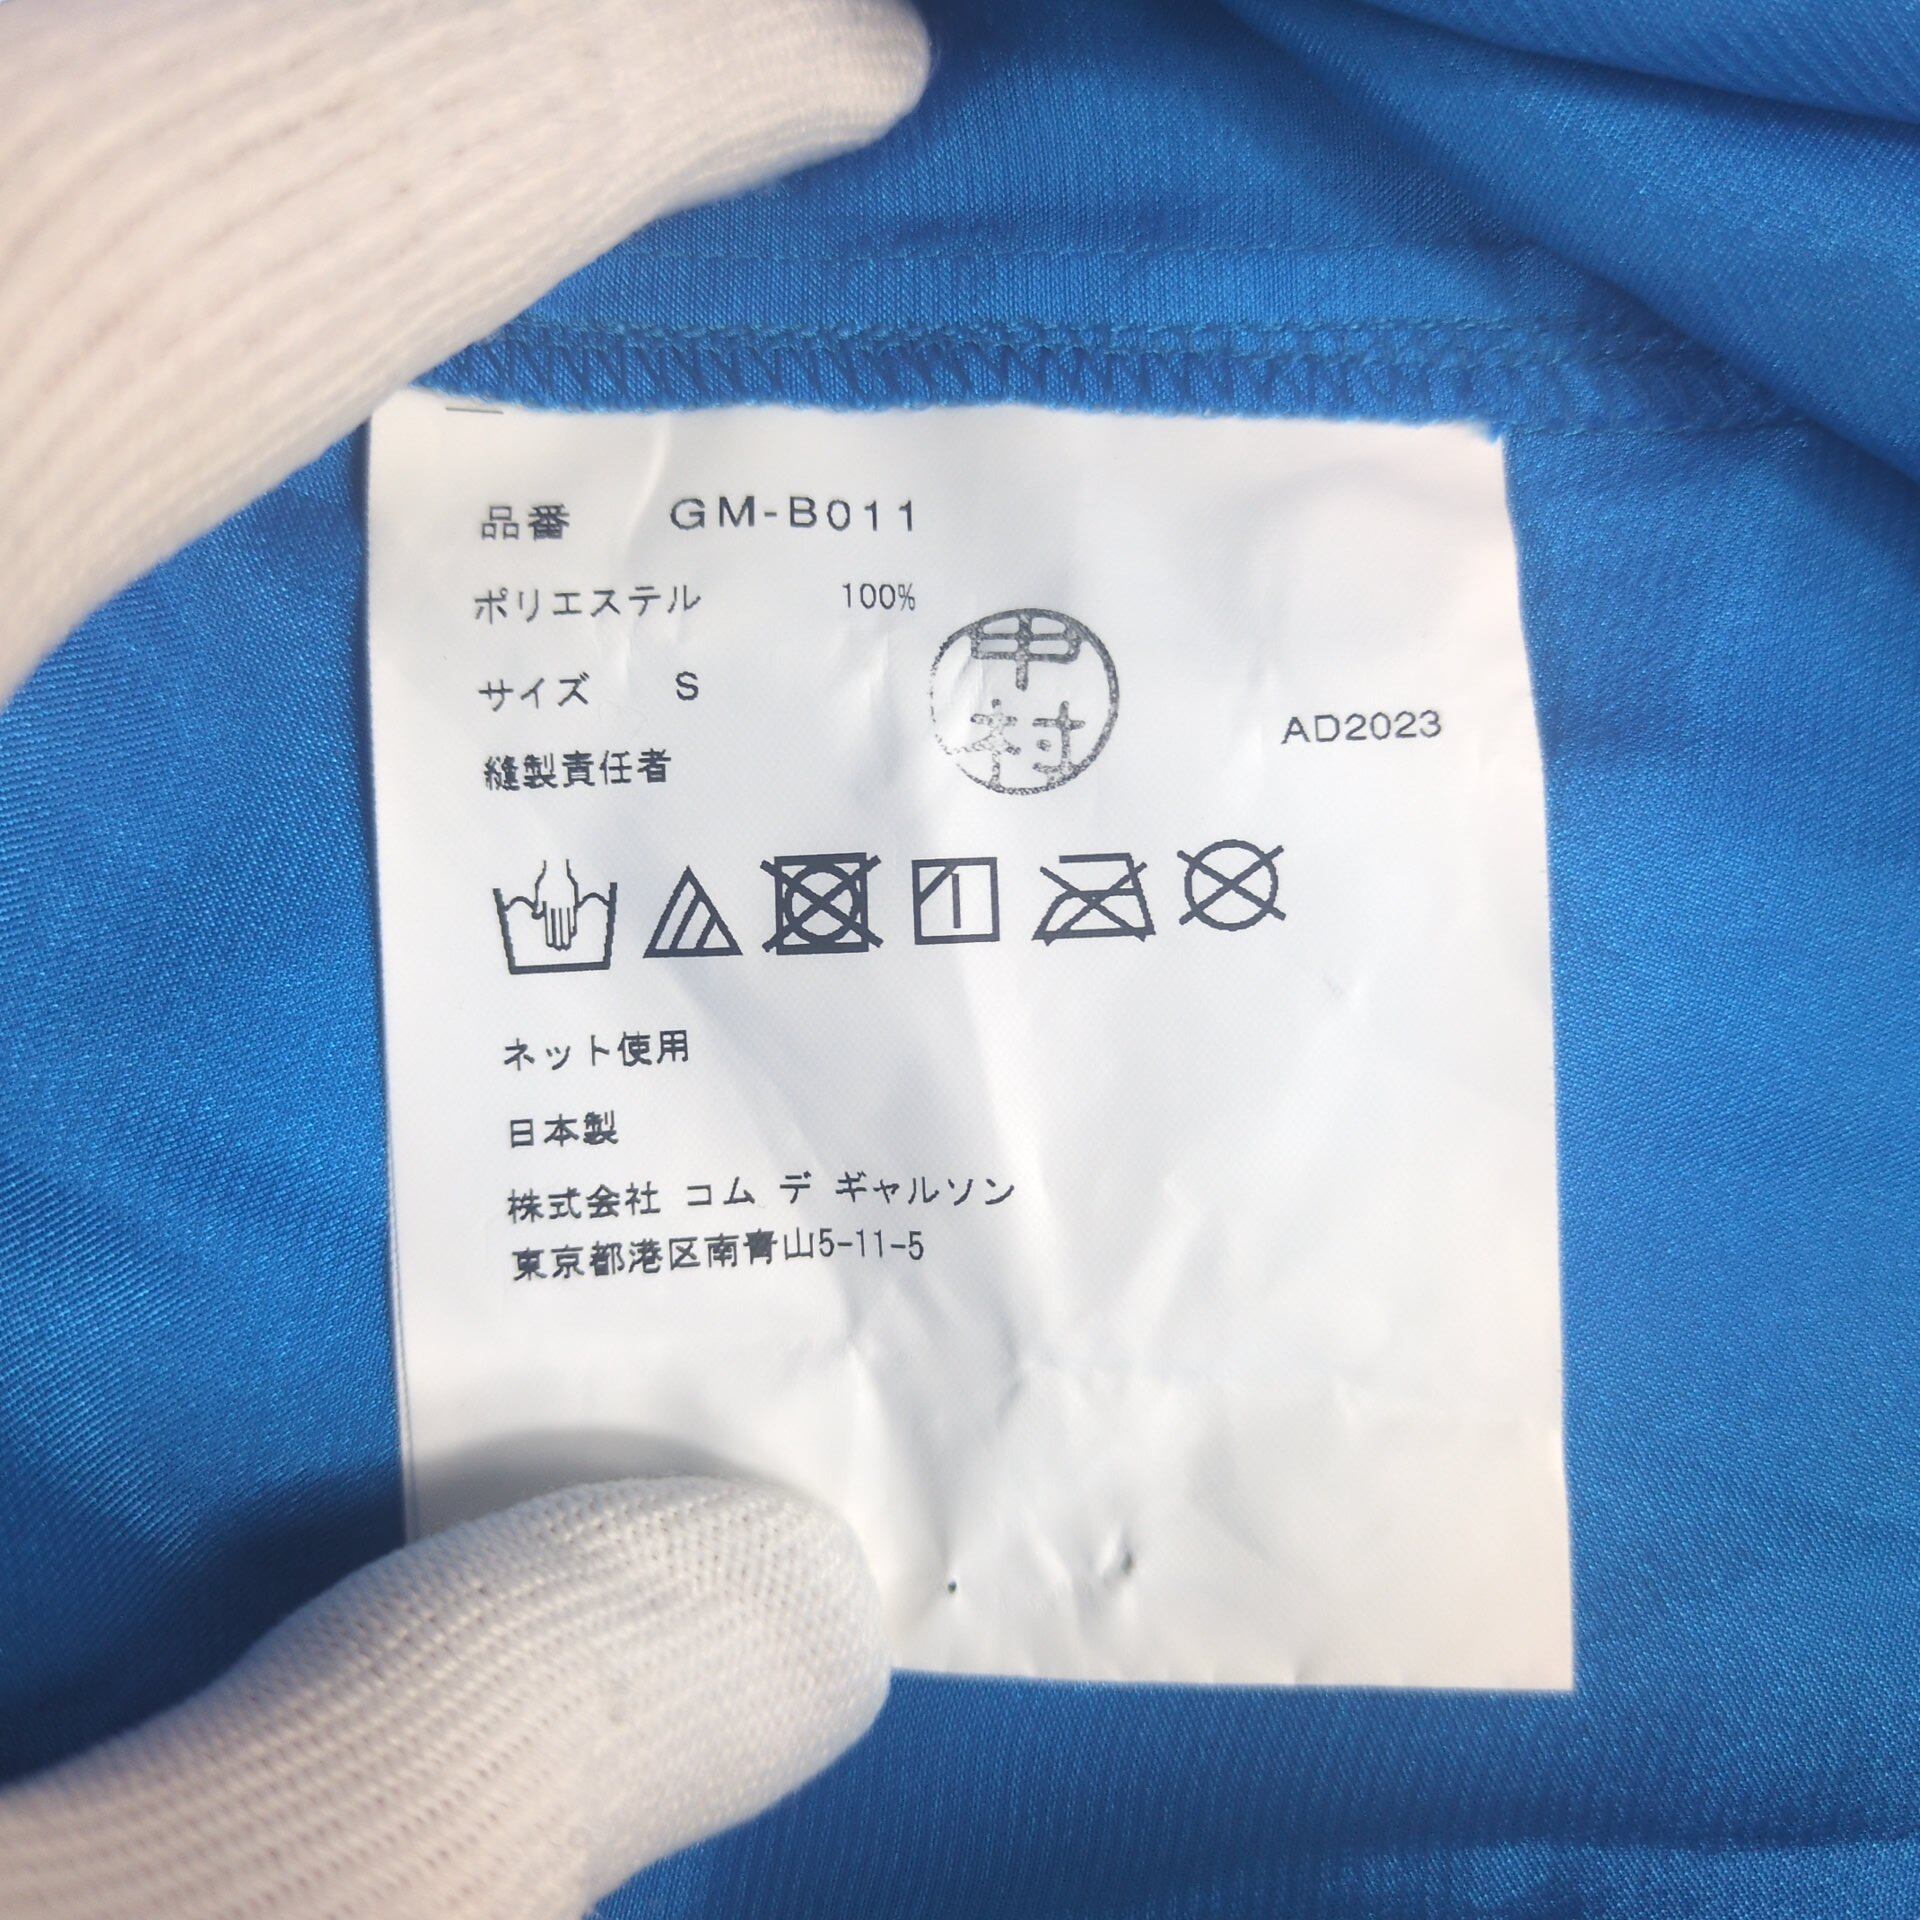 品番 GM-B011
ポリエステル 100%
サイズ S
中村
AD2023
縫製責任者
ネット使用
日本製
株式会社 コム デ ギャルソン
東京都港区南青山5-11-5